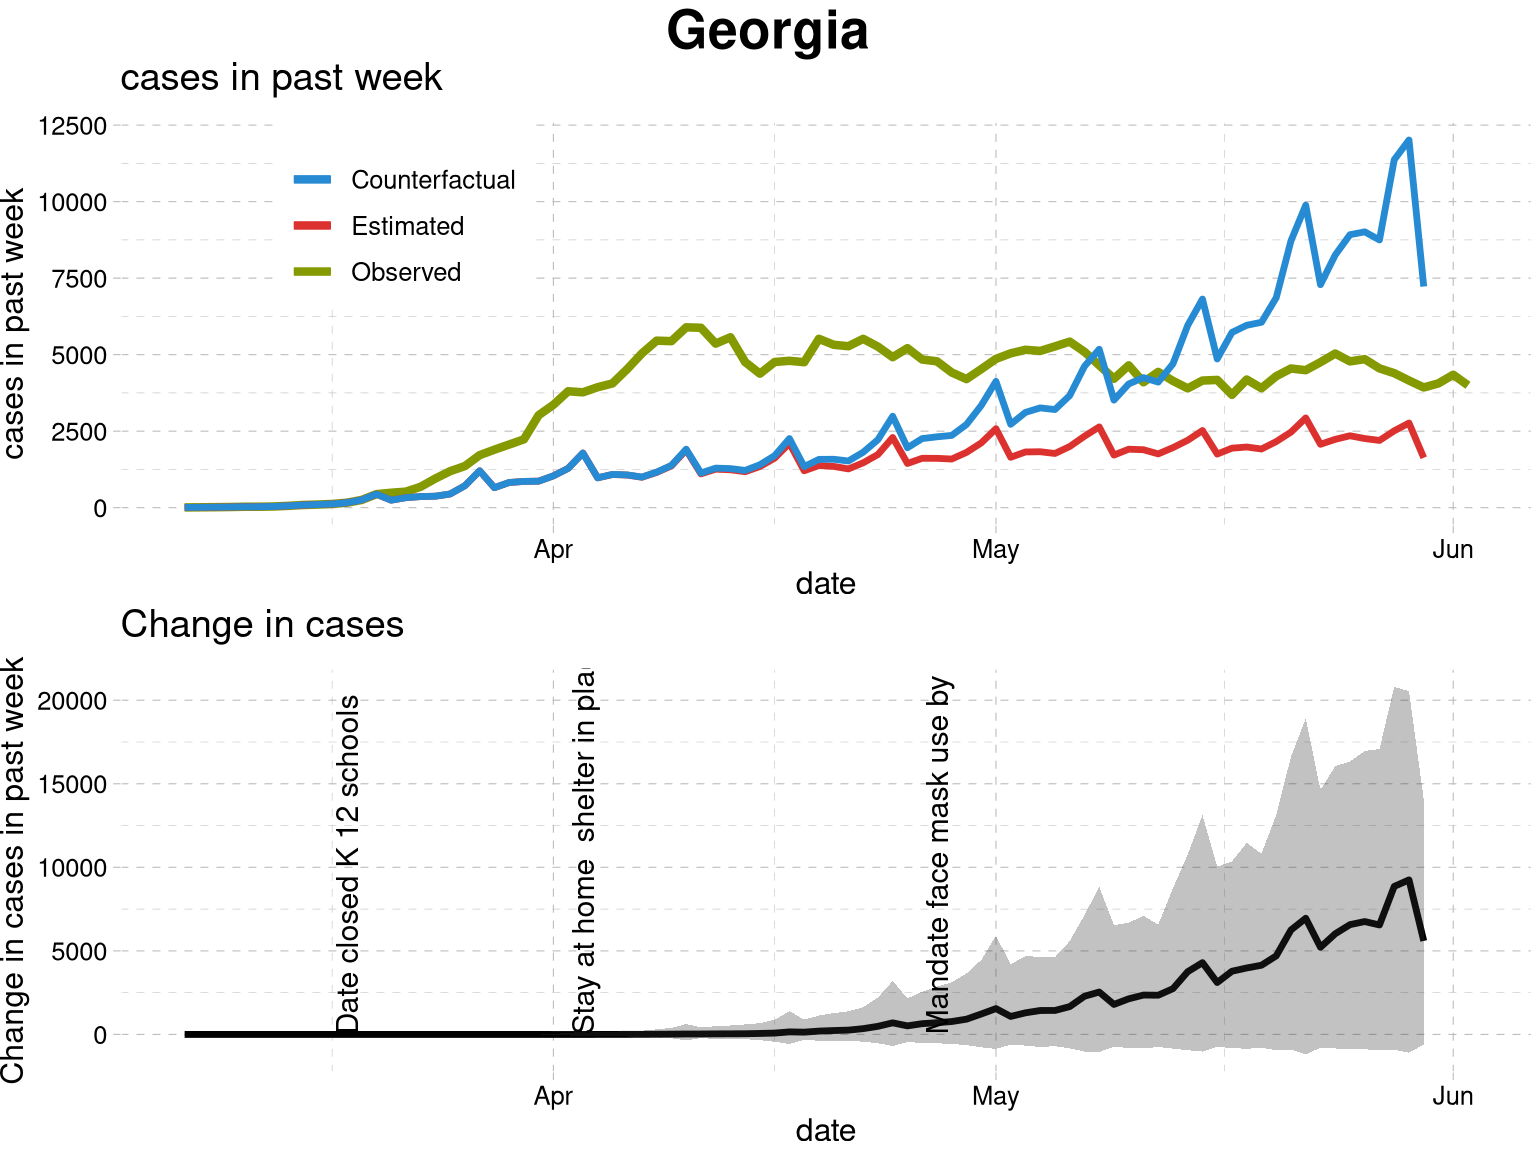 Georgia
cases in past week
cases in past week
12500
10000
7500
5000
2500
0
Counterfactual
Estimated
Observed
Apr
May
Jun
date
Change in cases
Change in cases in past week
20000
15000
10000
5000
0
Date closed K 12 schools
Stay at home shelter in pla
Mandate face mask use by
Apr
May
Jun
date